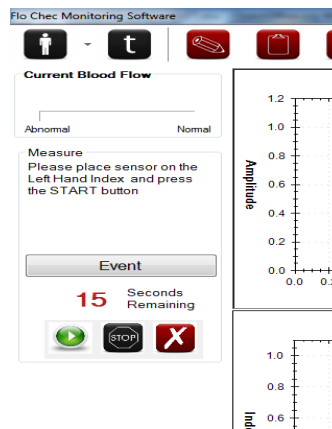 Flo Chec Monitoring Software
t
Current Blood Flow
Abnormal Normal
Measure
Please place sensor on the
Left Hand Index and press
the START button
Event
15 Seconds
Remaining
STOP
Amplitude
1.2
1.0
0.8
0.6
0.4
0.2
0.0
0.0
1.0
0.8
0.6